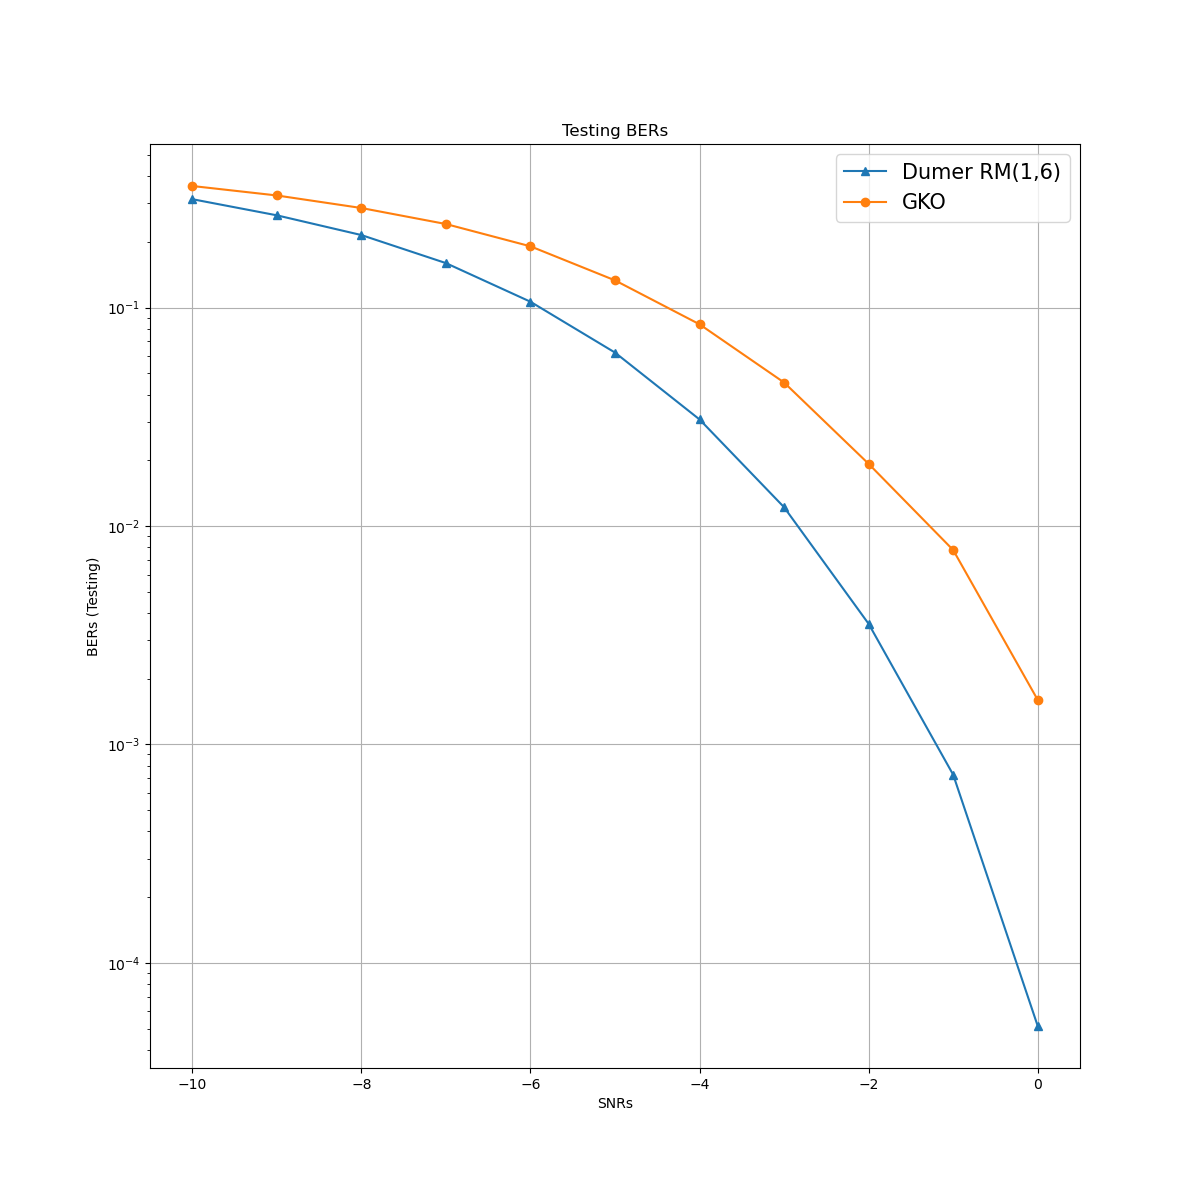 Testing BERs
Dumer RM(1,6)
GKO
10⁻¹
10⁻²
10⁻³
10⁻⁴
BERs (Testing)
−10 −8 −6 −4 −2 0
SNRs